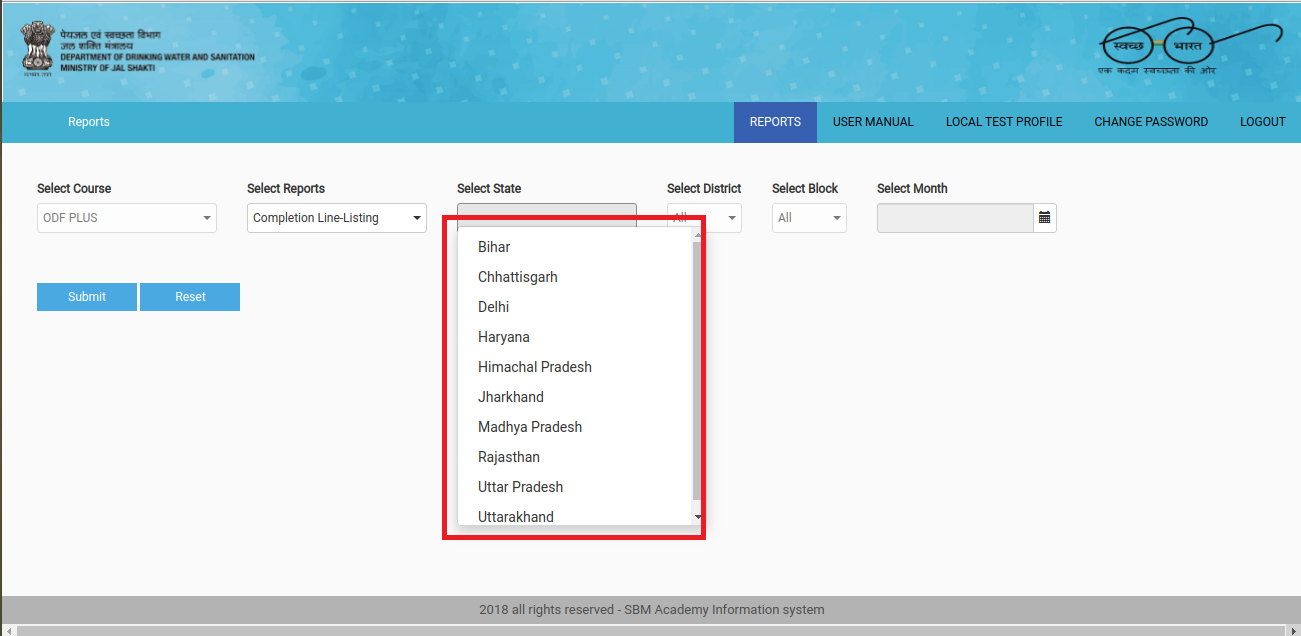 पेयजल एवं स्वच्छता विभाग
जल शक्ति मंत्रालय
DEPARTMENT OF DRINKING WATER AND SANITATION
MINISTRY OF JAL SHAKTI
स्वच्छ भारत
एक कदम स्वच्छता की ओर
Reports
REPORTS USER MANUAL LOCAL TEST PROFILE CHANGE PASSWORD LOGOUT
Select Course Select Reports Select State Select District Select Block Select Month
ODF PLUS Completion Line-Listing All All
Bihar
Chhattisgarh
Delhi
Submit Reset
Haryana
Himachal Pradesh
Jharkhand
Madhya Pradesh
Rajasthan
Uttar Pradesh
Uttarakhand
2018 all rights reserved - SBM Academy Information system